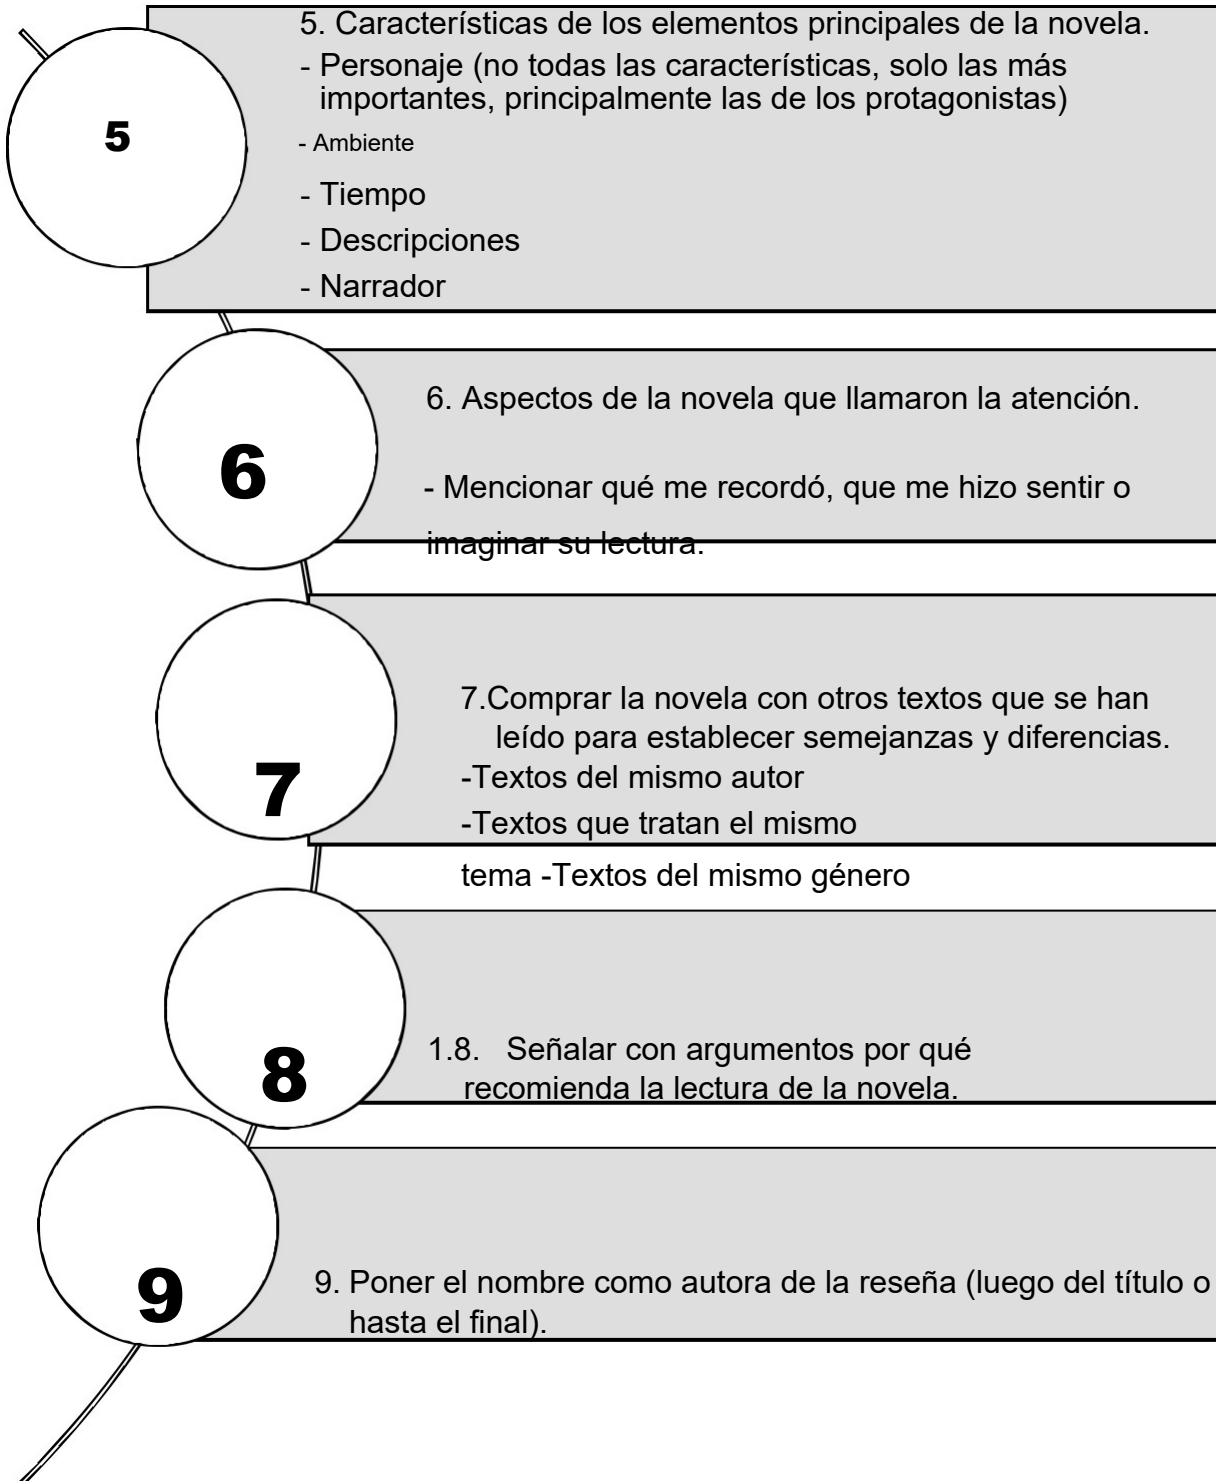 5. Características de los elementos principales de la novela.
- Personaje (no todas las características, solo las más
importantes, principalmente las de los protagonistas)
5
- Ambiente
- Tiempo
- Descripciones
- Narrador
6. Aspectos de la novela que llamaron la atención.
6
- Mencionar qué me recordó, que me hizo sentir o
imaginar su lectura.
7.Comprar la novela con otros textos que se han
leído para establecer semejanzas y diferencias.
7
-Textos del mismo autor
-Textos que tratan el mismo
tema -Textos del mismo género
1.8. Señalar con argumentos por qué
8
recomienda la lectura de la novela.
9. Poner el nombre como autora de la reseña (luego del título o
9
hasta el final).